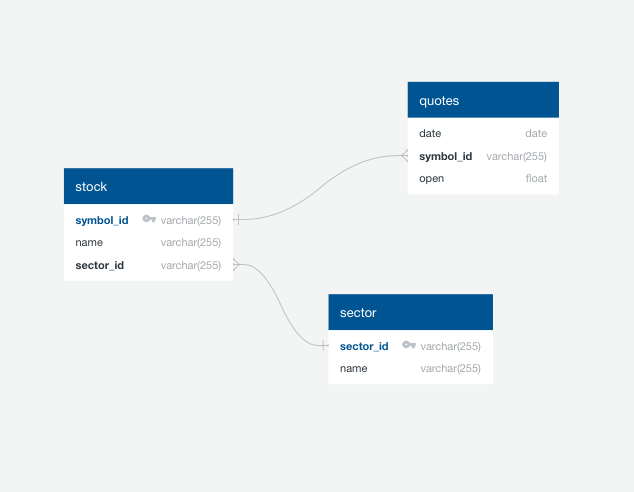 quotes
date date
symbol_id varchar(255)
open float
stock
symbol_id varchar(255)
name varchar(255)
sector_id varchar(255)
sector
sector_id varchar(255)
name varchar(255)